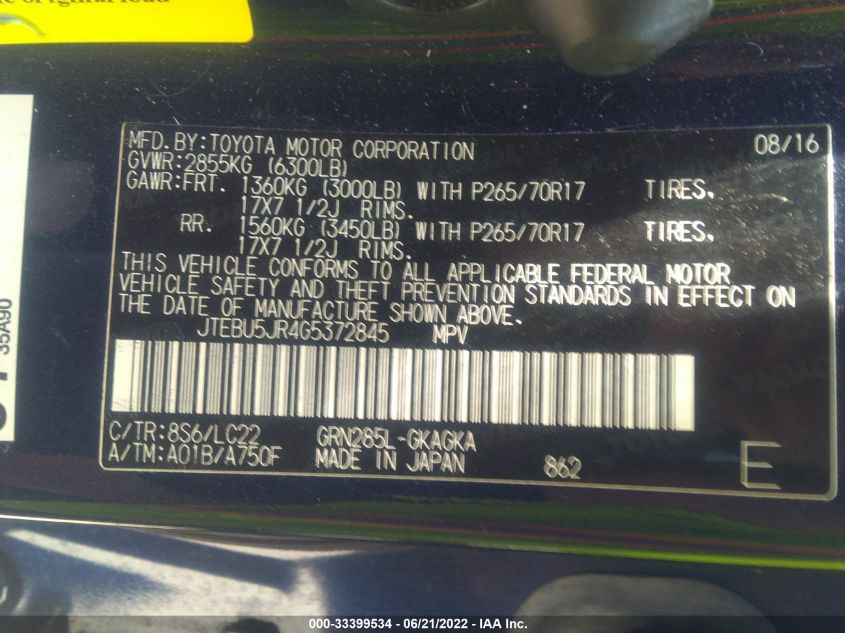 MFD.BY:TOYOTA MOTOR CORPORATION 08/16
GVWR:2855KG (6300LB)
GAWR:FRT. 1360KG (3000LB) WITH P265/70R17 TIRES.
17X7 1/2J RIMS.
RR. 1560KG (3450LB) WITH P265/70R17 TIRES.
17X7 1/2J RIMS.
THIS VEHICLE CONFORMS TO ALL APPLICABLE FEDERAL MOTOR
VEHICLE SAFETY AND THEFT PREVENTION STANDARDS IN EFFECT ON
THE DATE OF MANUFACTURE SHOWN ABOVE.
JTEBU5JR4G5372845 MPV
C/TR:8S6/LC22 GRN285L-GKAGKA
A/TM:A01B/A750F MADE IN JAPAN 862 E
35A90
000-33399534 - 06/21/2022 - IAA Inc.